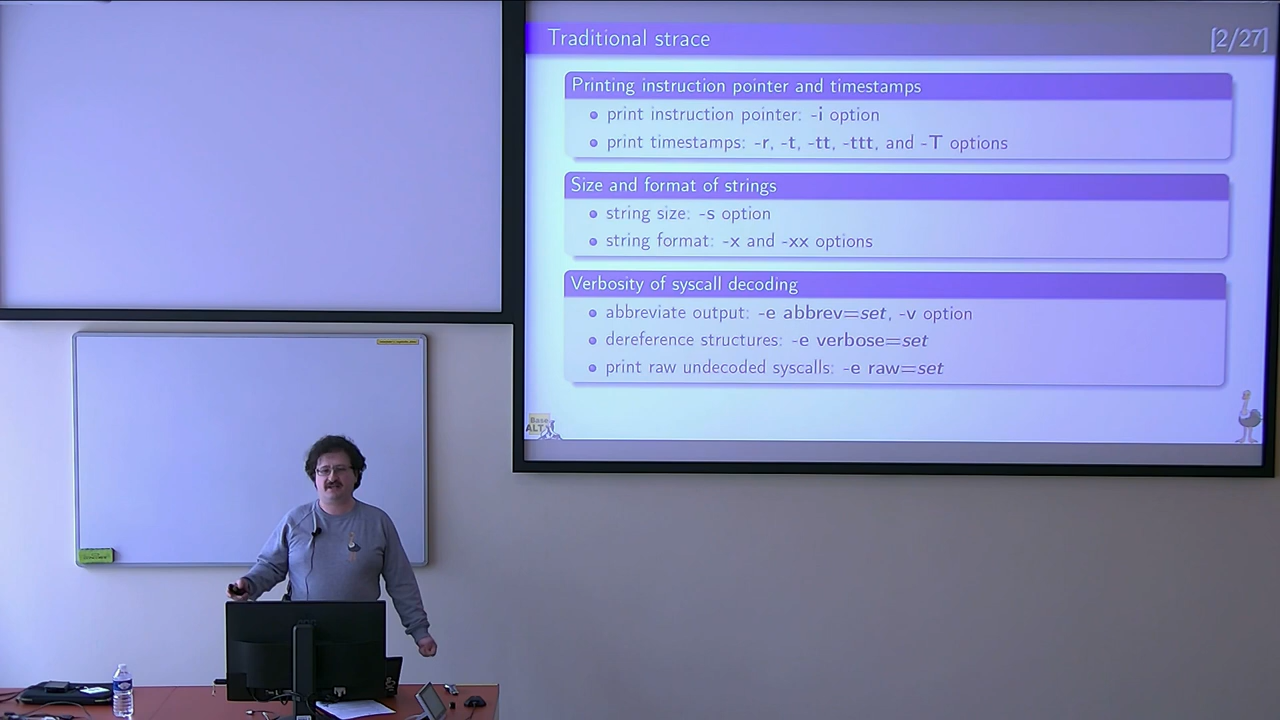 Traditional strace
[2/27]
Printing instruction pointer and timestamps
print instruction pointer: -i option
print timestamps: -r, -t, -tt, -ttt, and -T options
Size and format of strings
string size: -s option
string format: -x and -xx options
Verbosity of syscall decoding
abbreviate output: -e abbrev=set, -v option
dereference structures: -e verbose=set
print raw undecoded syscalls: -e raw=set
Base
ALT